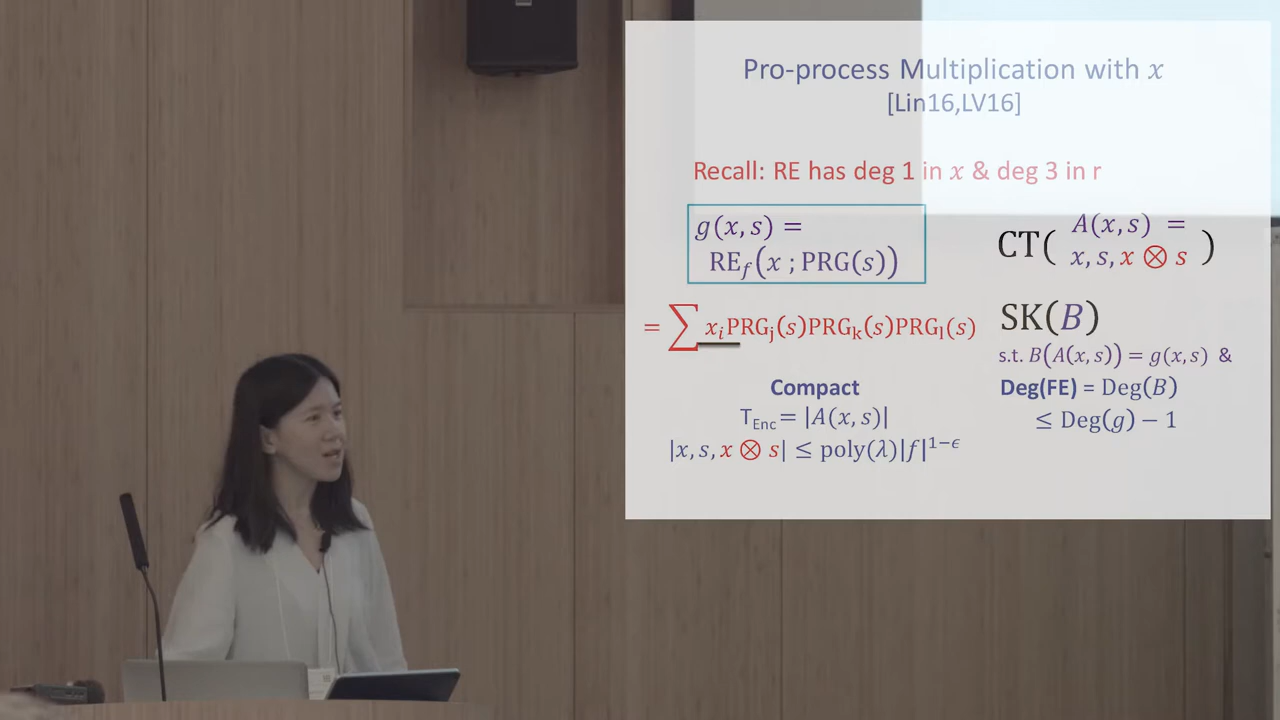 Pro-process Multiplication with x
[Lin16,LV16]
Recall: RE has deg 1 in x & deg 3 in r
g(x,s) =
RE_f(x ; PRG(s))
= ∑ x_i PRG_j(s)PRG_k(s)PRG_l(s)
Compact
T_Enc = |A(x,s)|
|x,s,x ⊗ s| ≤ poly(λ)|f|^{1−ϵ}
CT( A(x,s) =
x,s,x ⊗ s )
SK(B)
s.t. B(A(x,s)) = g(x,s) &
Deg(FE) = Deg(B)
≤ Deg(g) − 1